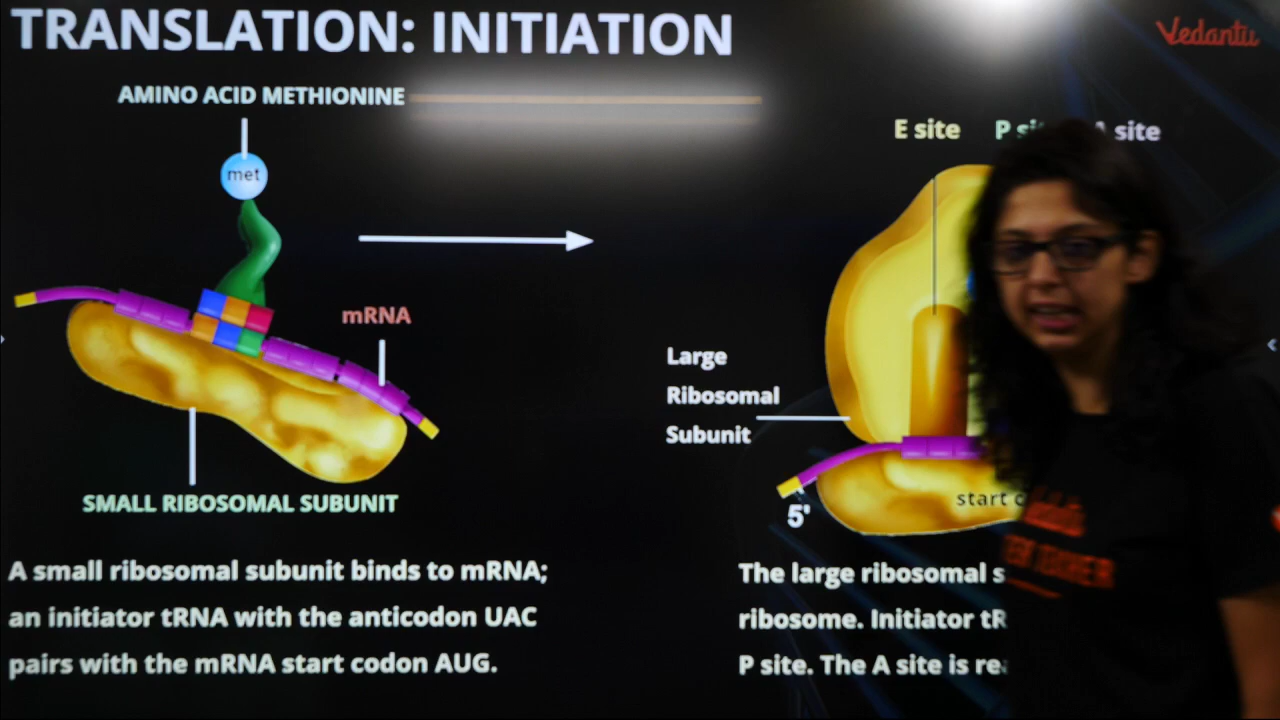 TRANSLATION: INITIATION
Vedantu
AMINO ACID METHIONINE
met
E site
site
mRNA
Large
Ribosomal
Subunit
SMALL RIBOSOMAL SUBUNIT
start
5'
A small ribosomal subunit binds to mRNA;
an initiator tRNA with the anticodon UAC
pairs with the mRNA start codon AUG.
The large ribosomal
ribosome. Initiator
P site. The A site is